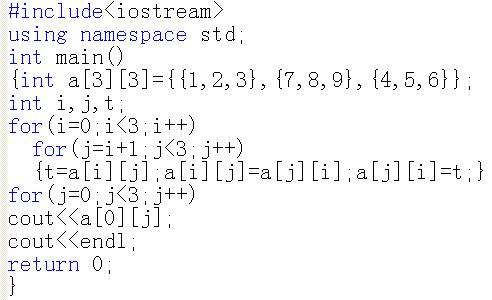 #include<iostream>
using namespace std;
int main()
{int a[3][3]={{1,2,3},{7,8,9},{4,5,6}};
int i,j,t;
for(i=0;i<3;i++)
  for(j=i+1;j<3;j++)
  {t=a[i][j];a[i][j]=a[j][i];a[j][i]=t;}
for(j=0;j<3;j++)
cout<<a[0][j];
cout<<endl;
return 0;
}